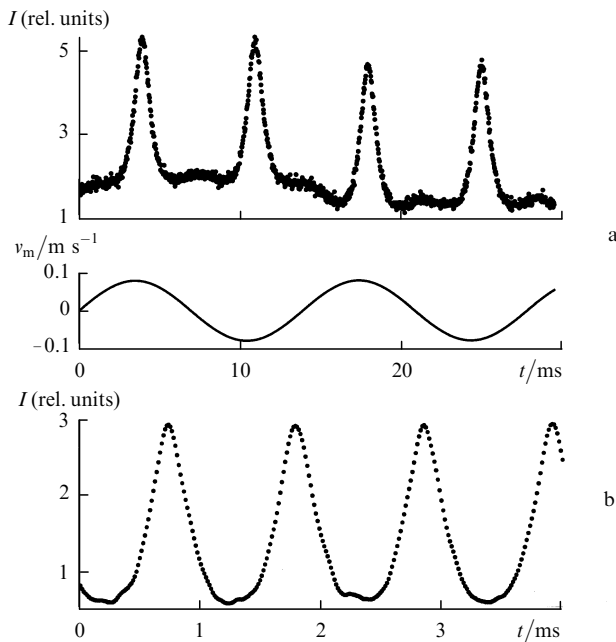 I (rel. units)
5
3
1
a
v_m/m s⁻¹
0.1
0
−0.1
0 10 20 t/ms
I (rel. units)
3
2
1
b
0 1 2 3 t/ms